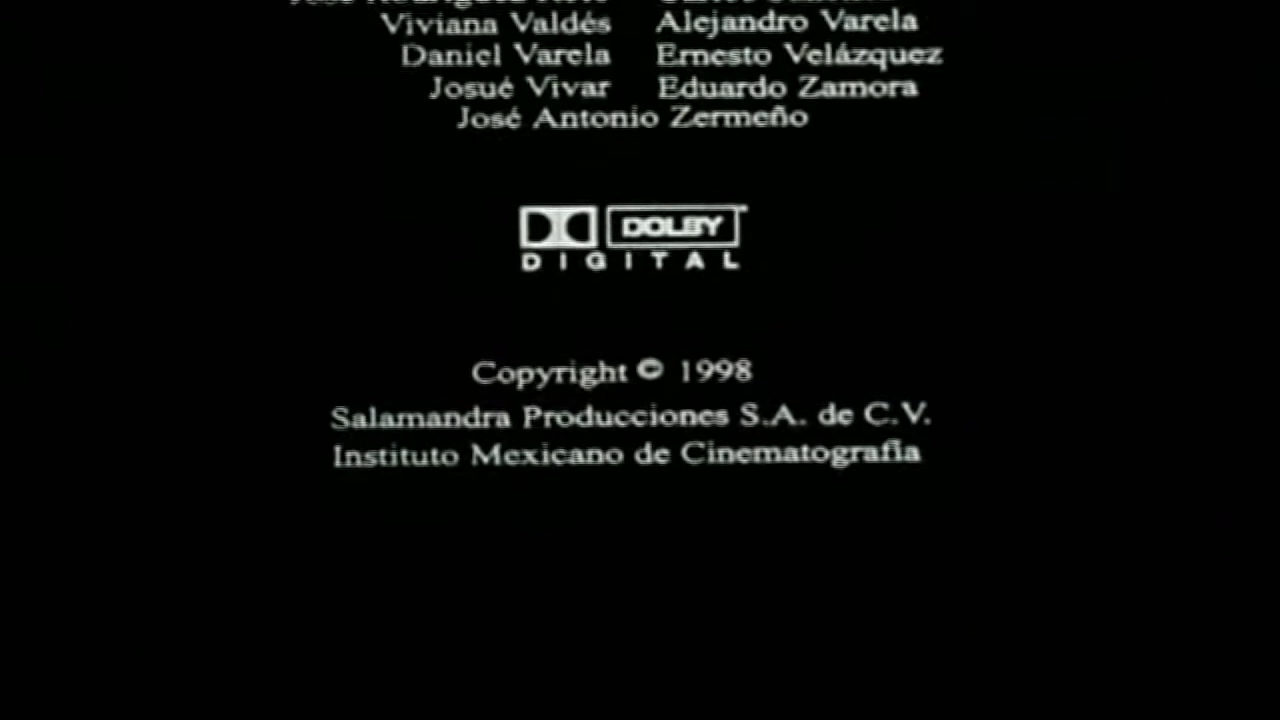 Viviana Valdés Alejandro Varela
Daniel Varela Ernesto Velázquez
Josué Vivar Eduardo Zamora
José Antonio Zermeño
DOLBY
DIGITAL
Copyright © 1998
Salamandra Producciones S.A. de C.V.
Instituto Mexicano de Cinematografía